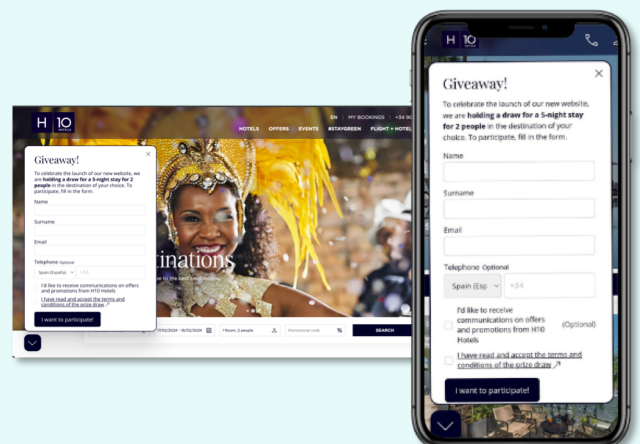 H 10
HOTELS
EN | MY BOOKINGS | +34 90
HOTELS OFFERS EVENTS #STAYGREEN FLIGHT + HOTEL
Giveaway!
To celebrate the launch of our new website,
we are holding a draw for a 5-night stay for 2
people in the destination of your choice. To
participate, fill in the form.
Name
Surname
Email
Telephone Optional
Spain (España) +34
I'd like to receive communications on offers
and promotions from H10 Hotels
I have read and accept the terms and
conditions of the prize draw
I want to participate!
tinations
1 Room, 2 people
Promotional code
%
SEARCH
H 10
HOTELS
Giveaway!
To celebrate the launch of our new website,
we are holding a draw for a 5-night stay
for 2 people in the destination of your
choice. To participate, fill in the form.
Name
Surname
Email
Telephone Optional
Spain (Esp +34
I'd like to receive
communications on offers
and promotions from H10 (Optional)
Hotels
I have read and accept the terms and
conditions of the prize draw
I want to participate!